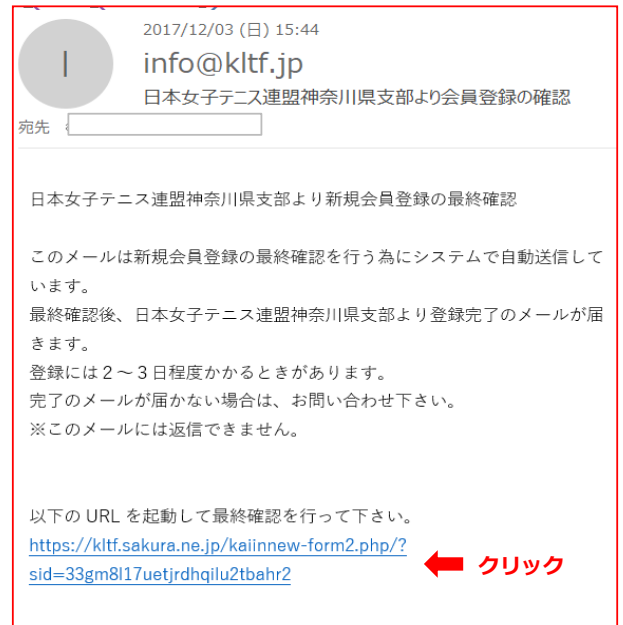 2017/12/03 (日) 15:44
I
info@kltf.jp
日本女子テニス連盟神奈川県支部より会員登録の確認
宛先
日本女子テニス連盟神奈川県支部より新規会員登録の最終確認
このメールは新規会員登録の最終確認を行う為にシステムで自動送信して
います。
最終確認後、日本女子テニス連盟神奈川県支部より登録完了のメールが届
きます。
登録には２～３日程度かかるときがあります。
完了のメールが届かない場合は、お問い合わせ下さい。
※このメールには返信できません。
以下の URL を起動して最終確認を行って下さい。
https://kltf.sakura.ne.jp/kaiinnew-form2.php/?
sid=33gm8l17uetjrdhqilu2tbahr2
クリック